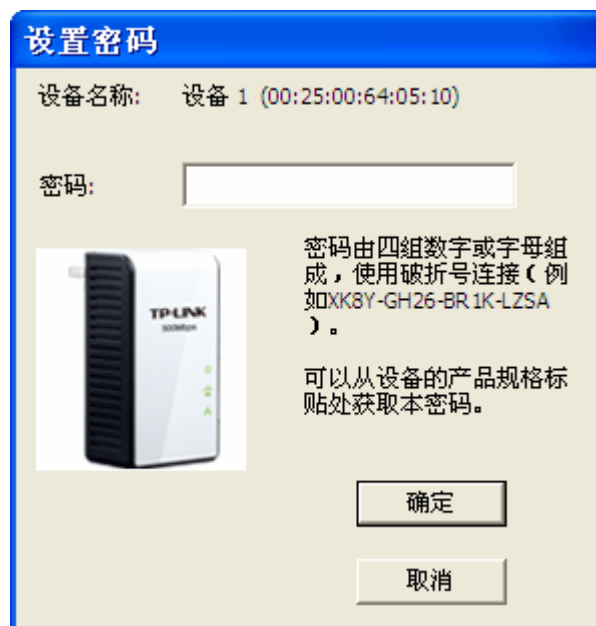 设置密码
设备名称: 设备 1 (00:25:00:64:05:10)
密码:
密码由四组数字或字母组
成，使用破折号连接（例
如XK8Y-GH26-BR1K-LZSA
）。
可以从设备的产品规格标
贴处获取本密码。
TP-LINK
500Mbps
确定
取消